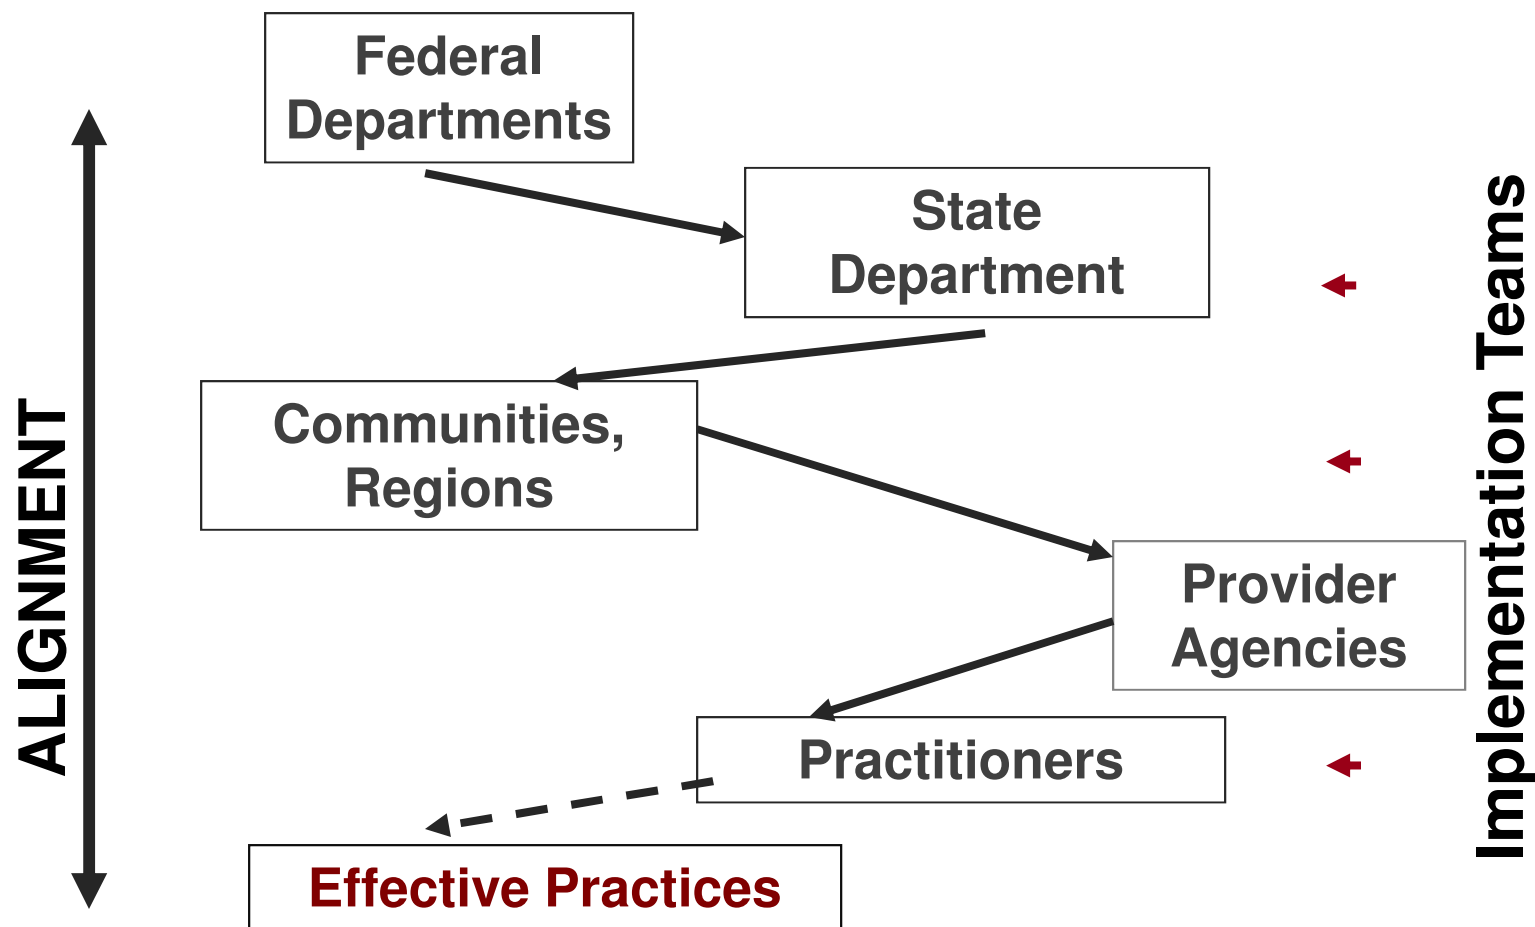 Federal
Departments
State
Department
Communities,
Regions
Provider
Agencies
Practitioners
Effective Practices
ALIGNMENT
Implementation Teams